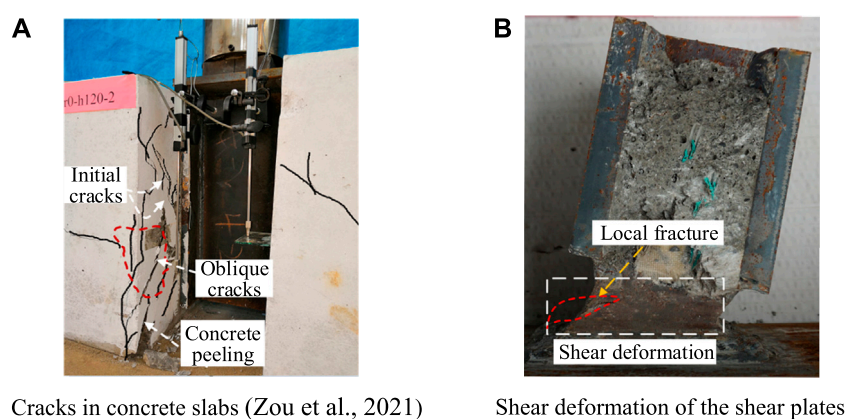 A
r0-h120-2
Initial
cracks
Oblique
cracks
Concrete
peeling
Cracks in concrete slabs (Zou et al., 2021)
B
Local fracture
Shear deformation
Shear deformation of the shear plates